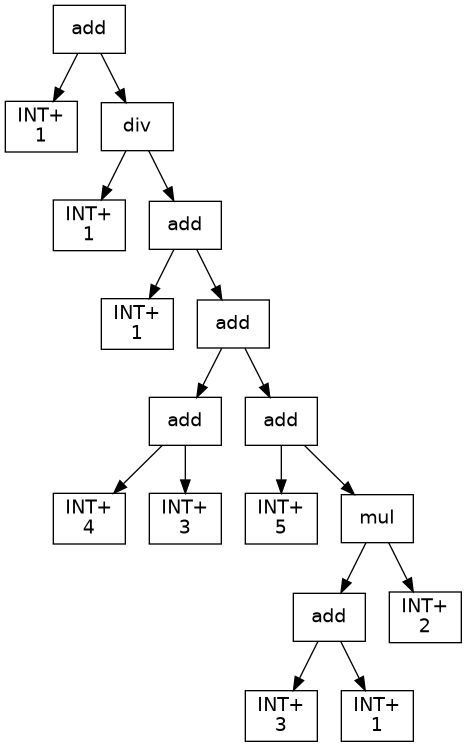 add
INT+
1
div
INT+
1
add
INT+
1
add
add
add
INT+
4
INT+
3
INT+
5
mul
add
INT+
2
INT+
3
INT+
1